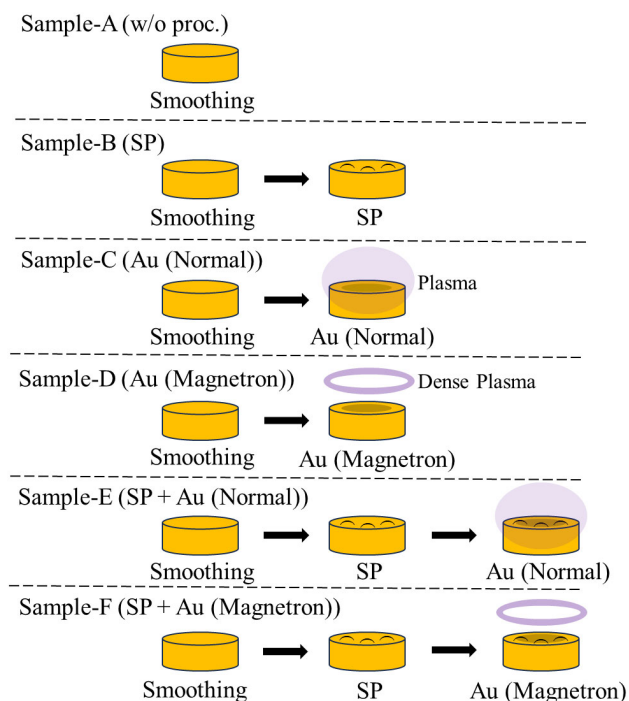 Sample-A (w/o proc.)
Smoothing
Sample-B (SP)
Smoothing
SP
Sample-C (Au (Normal))
Plasma
Smoothing
Au (Normal)
Sample-D (Au (Magnetron))
Dense Plasma
Smoothing
Au (Magnetron)
Sample-E (SP + Au (Normal))
Smoothing
SP
Au (Normal)
Sample-F (SP + Au (Magnetron))
Smoothing
SP
Au (Magnetron)